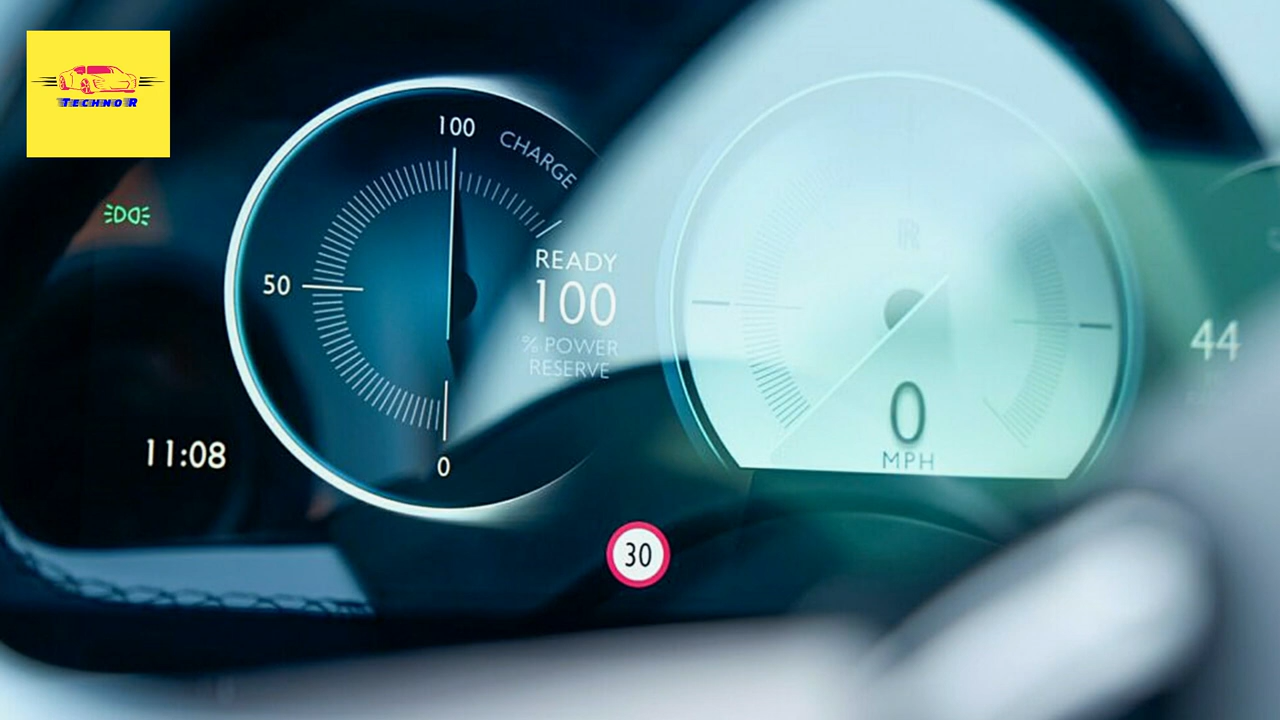 TECHNO R
100
CHARGE
50
READY
100
% POWER
RESERVE
0
11:08
30
0
MPH
44